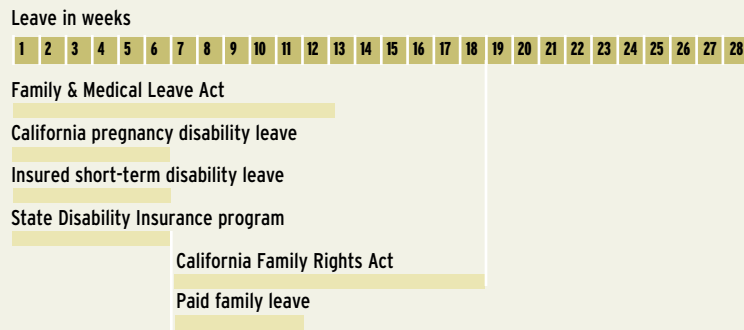 Leave in weeks
1 2 3 4 5 6 7 8 9 10 11 12 13 14 15 16 17 18 19 20 21 22 23 24 25 26 27 28
Family & Medical Leave Act
California pregnancy disability leave
Insured short-term disability leave
State Disability Insurance program
California Family Rights Act
Paid family leave